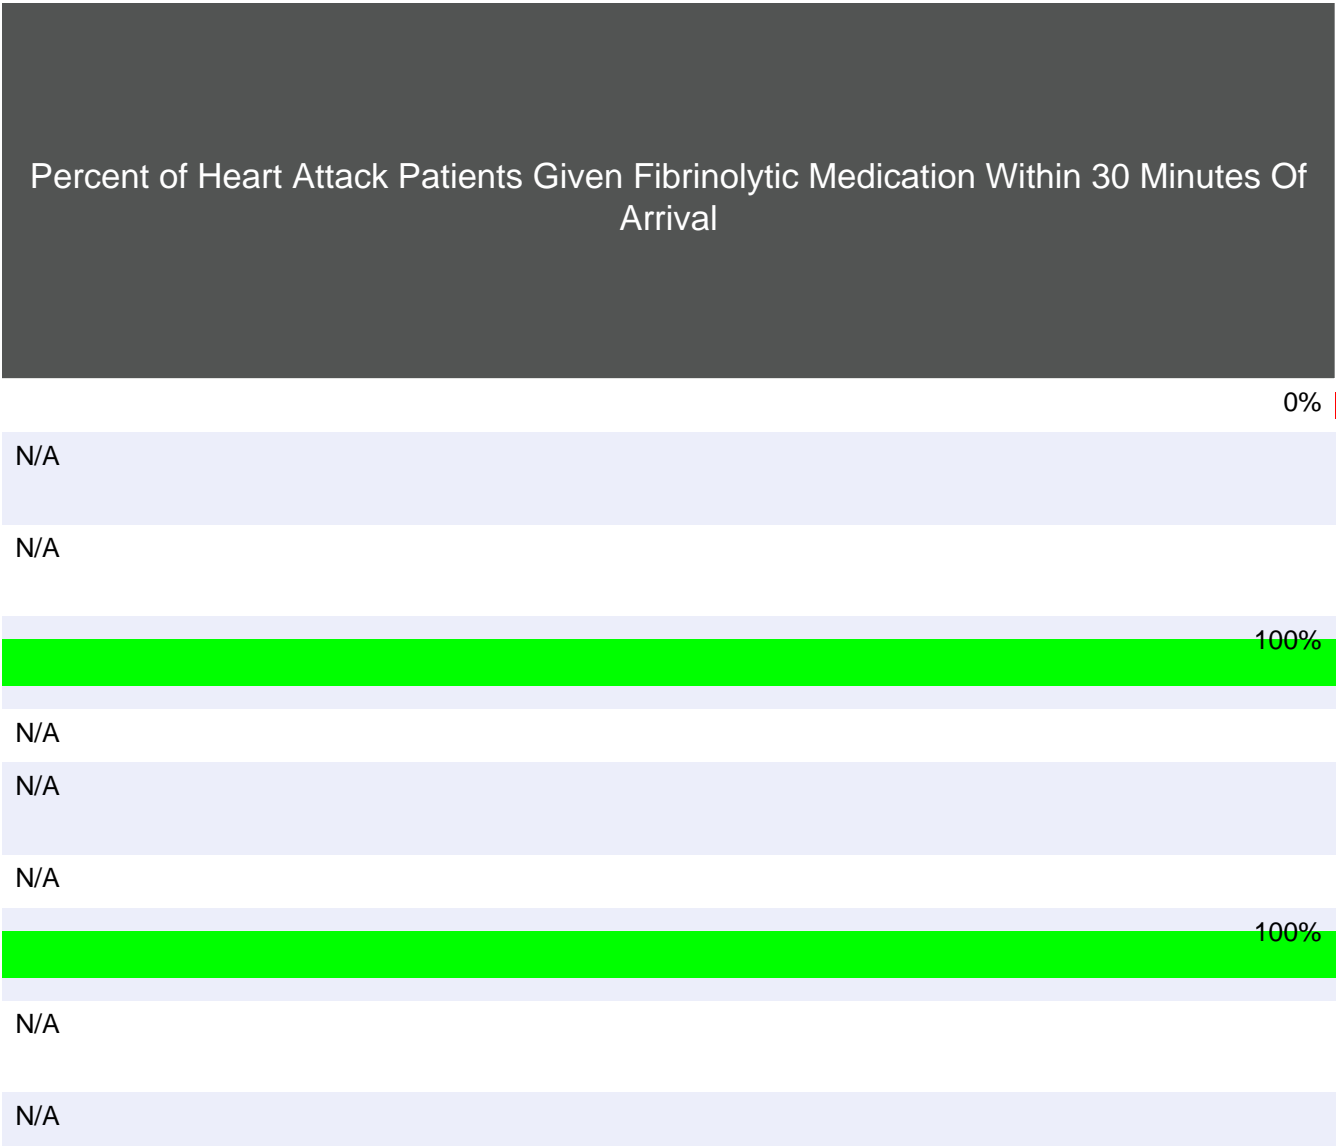 Percent of Heart Attack Patients Given Fibrinolytic Medication Within 30 Minutes Of
Arrival
0%
N/A
N/A
100%
N/A
N/A
N/A
100%
N/A
N/A